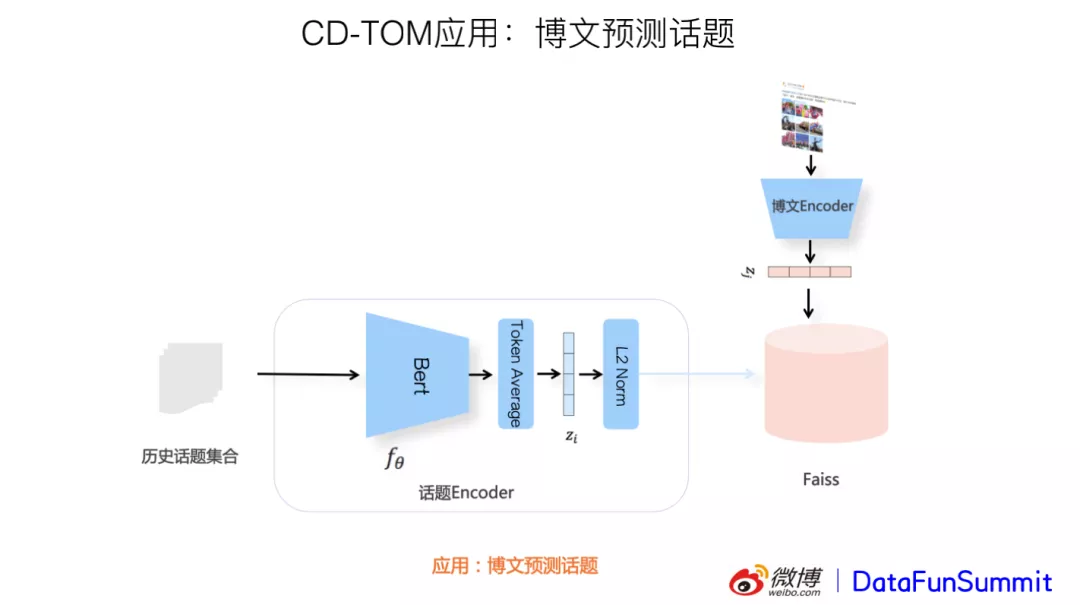 CD-TOM应用：博文预测话题
博文Encoder
z_j
Bert
Token Average
L2 Norm
z_i
f_θ
历史话题集合
话题Encoder
Faiss
应用：博文预测话题
微博
weibo.com
DataFunSummit